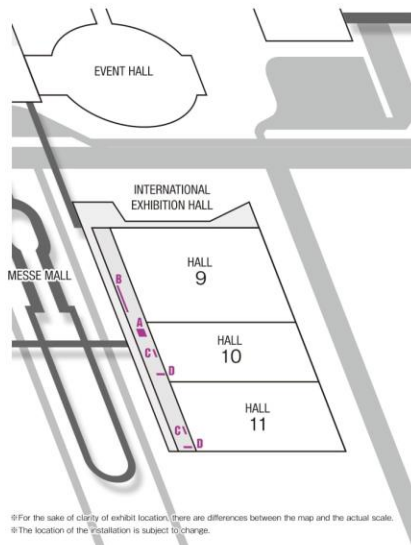 EVENT HALL
INTERNATIONAL
EXHIBITION HALL
MESSE MALL
HALL
9
B
A
HALL
10
C
D
HALL
11
C
D
※For the sake of clarity of exhibit location, there are differences between the map and the actual scale.
※The location of the installation is subject to change.